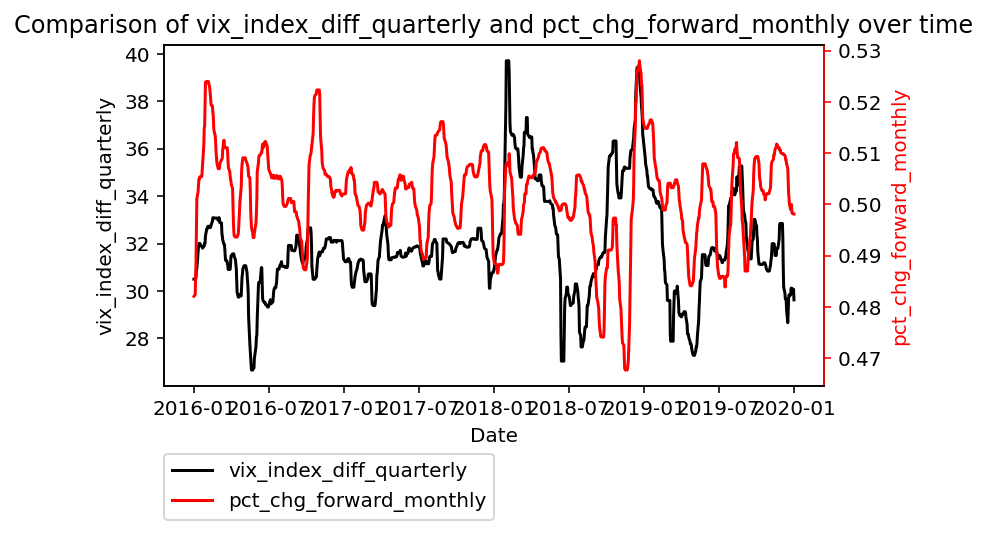 Comparison of vix_index_diff_quarterly and pct_chg_forward_monthly over time
vix_index_diff_quarterly
40
38
36
34
32
30
28
0.53
0.52
0.51
0.50
0.49
0.48
0.47
pct_chg_forward_monthly
2016-01 2016-07 2017-01 2017-07 2018-01 2018-07 2019-01 2019-07 2020-01
Date
vix_index_diff_quarterly
pct_chg_forward_monthly